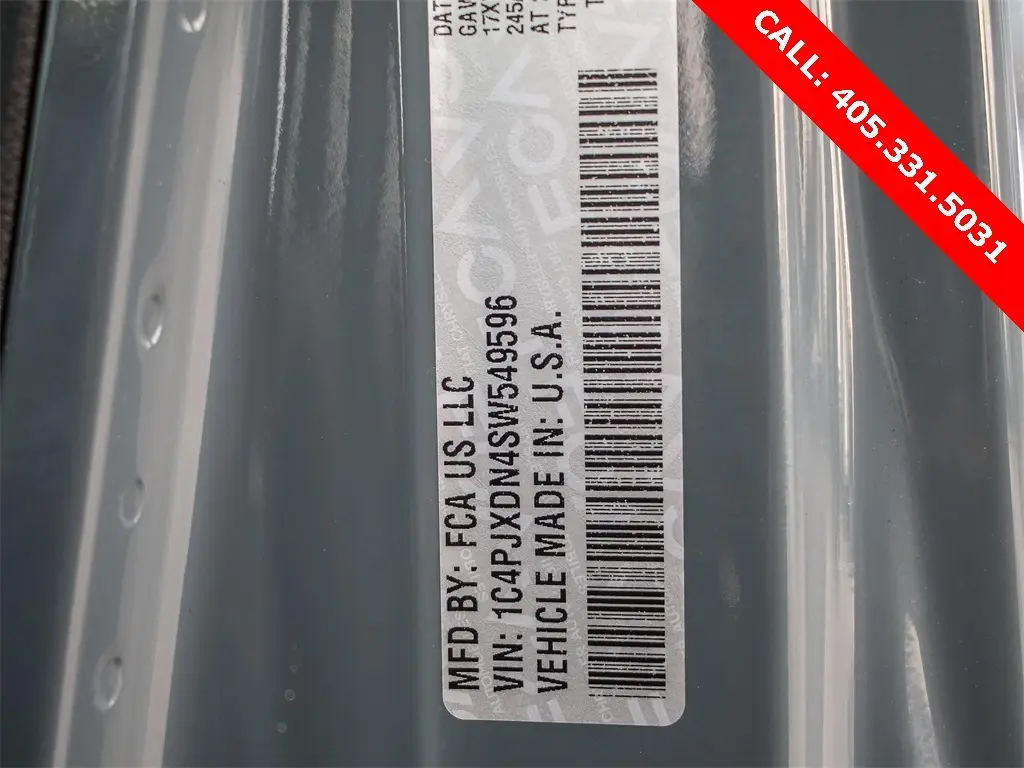 MFD BY: FCA US LLC
VIN: 1C4PJXDN4SW549596
VEHICLE MADE IN: U.S.A.
CALL: 405.331.5031